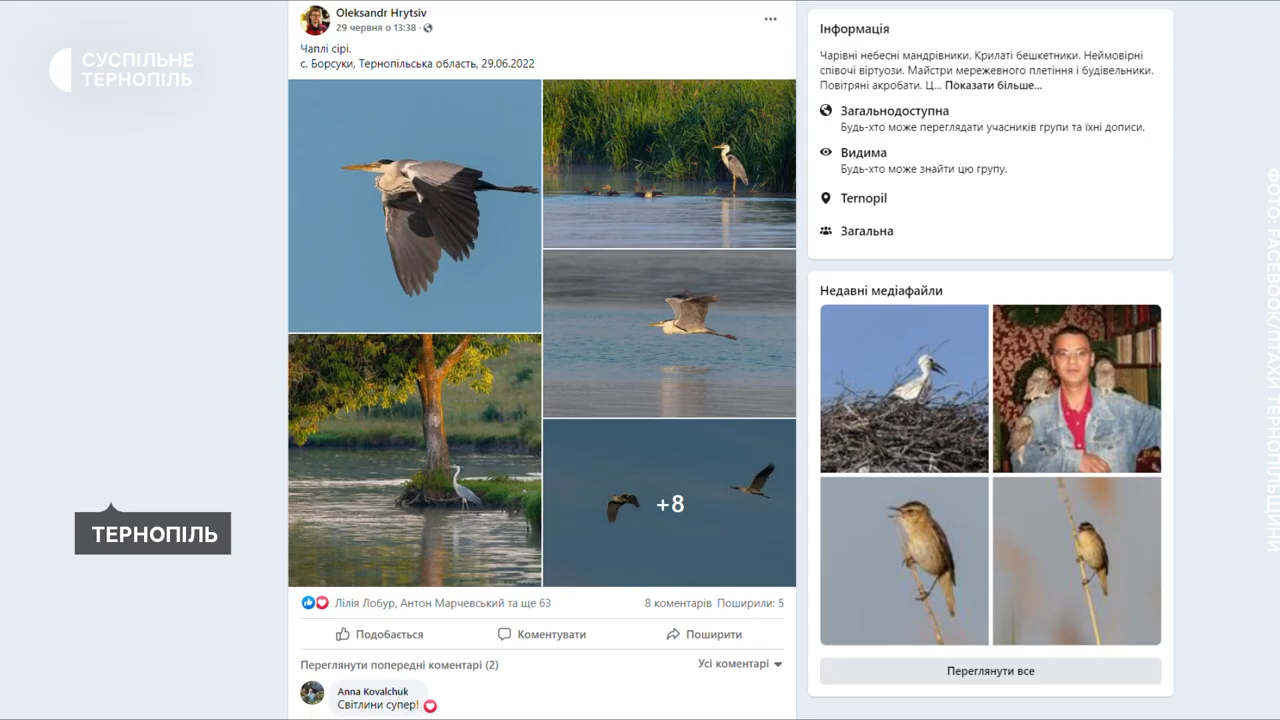 СУСПІЛЬНЕ
ТЕРНОПІЛЬ
ТЕРНОПІЛЬ
Oleksandr Hrytsiv
29 червня о 13:38 ·
Чаплі сірі.
с. Борсуки, Тернопільська область, 29.06.2022
+8
Лілія Лобур, Антон Марчевський та ще 63
8 коментарів Поширили: 5
Подобається
Коментувати
Поширити
Переглянути попередні коментарі (2)
Усі коментарі
Anna Kovalchuk
Світлини супер!
Інформація
Чарівні небесні мандрівники. Крилаті бешкетники. Неймовірні
співочі віртуози. Майстри мережевного плетіння і будівельники.
Повітряні акробати. Ц... Показати більше...
Загальнодоступна
Будь-хто може переглядати учасників групи та їхні дописи.
Видима
Будь-хто може знайти цю групу.
Ternopil
Загальна
Недавні медіафайли
Переглянути все
ФОТО: FACEBOOK/ПТАХИ ТЕРНОПІЛЬЩИНИ